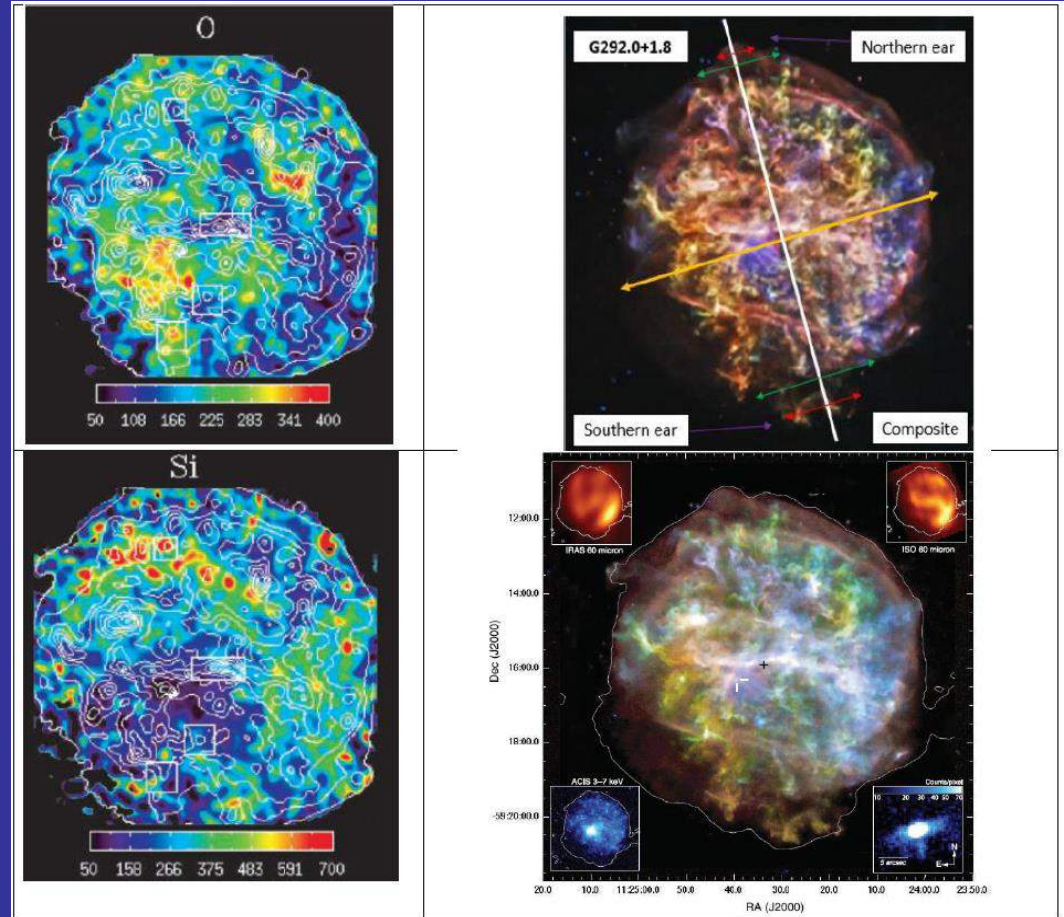 O
50 108 166 225 283 341 400
G292.0+1.8
Northern ear
Southern ear
Composite
Si
50 158 266 375 483 591 700
IRAS 60 micron
ISO 60 micron
12:00.0
14:00.0
Dec (J2000)
16:00.0
18:00.0
-59:20:00.0
ACIS 3–7 keV
Counts/pixel
10 20 30 40 50 70
5 arcsec
N
E
20.0 10.0 11:25:00.0 50.0 40.0 30.0 20.0 10.0 24:00.0 23:50.0
RA (J2000)